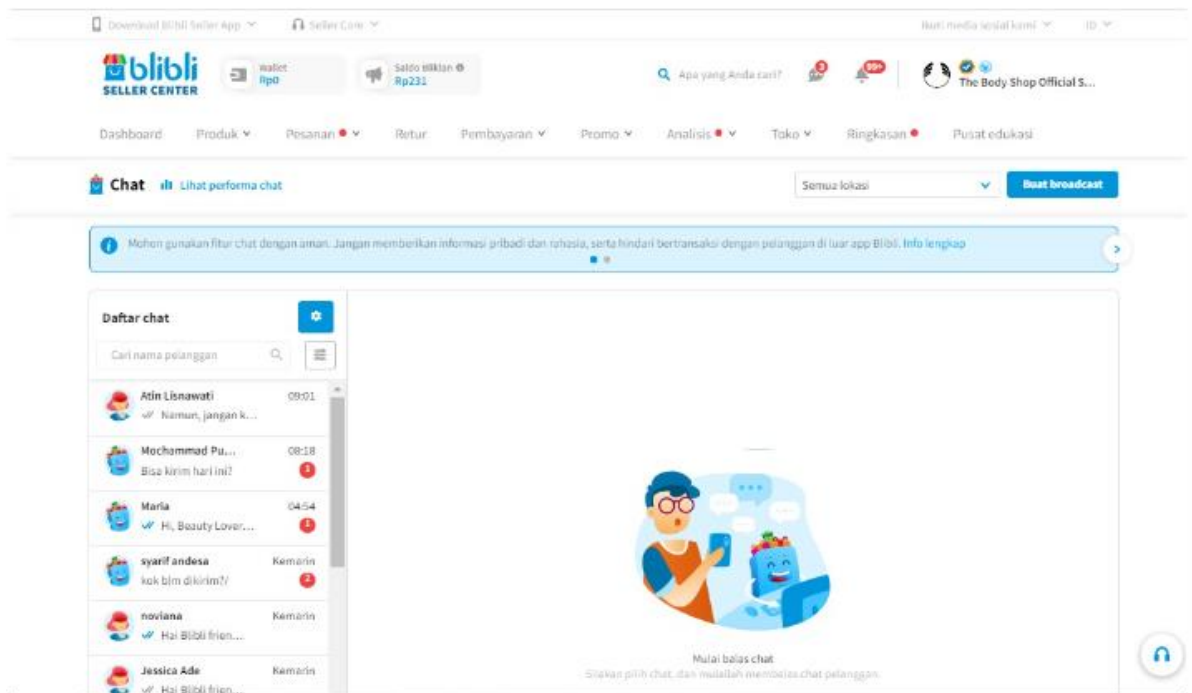 Download Blibli Seller App
Seller Care
Ikuti media sosial kami
ID
blibli
SELLER CENTER
Wallet
Rp0
Saldo Bliklan
Rp231
Apa yang Anda cari?
3
99+
The Body Shop Official S...
Dashboard
Produk
Pesanan
Retur
Pembayaran
Promo
Analisis
Toko
Ringkasan
Pusat edukasi
Chat
Lihat performa chat
Semua lokasi
Buat broadcast
Mohon gunakan fitur chat dengan aman. Jangan memberikan informasi pribadi dan rahasia, serta hindari bertransaksi dengan pelanggan di luar app Blibli. Info lengkap
Daftar chat
Cari nama pelanggan
Atin Lisnawati 09:01
Namun, jangan k...
Mochammad Pu... 08:18
Bisa kirim hari ini?
Maria 04:54
Hi, Beauty Lover...
syarif andesa Kemarin
kok blm dikirim?/
2
noviana Kemarin
Hai Blibli frien...
Jessica Ade Kemarin
Hai Blibli frien...
Mulai balas chat
Silakan pilih chat, dan mulailah membalas chat pelanggan